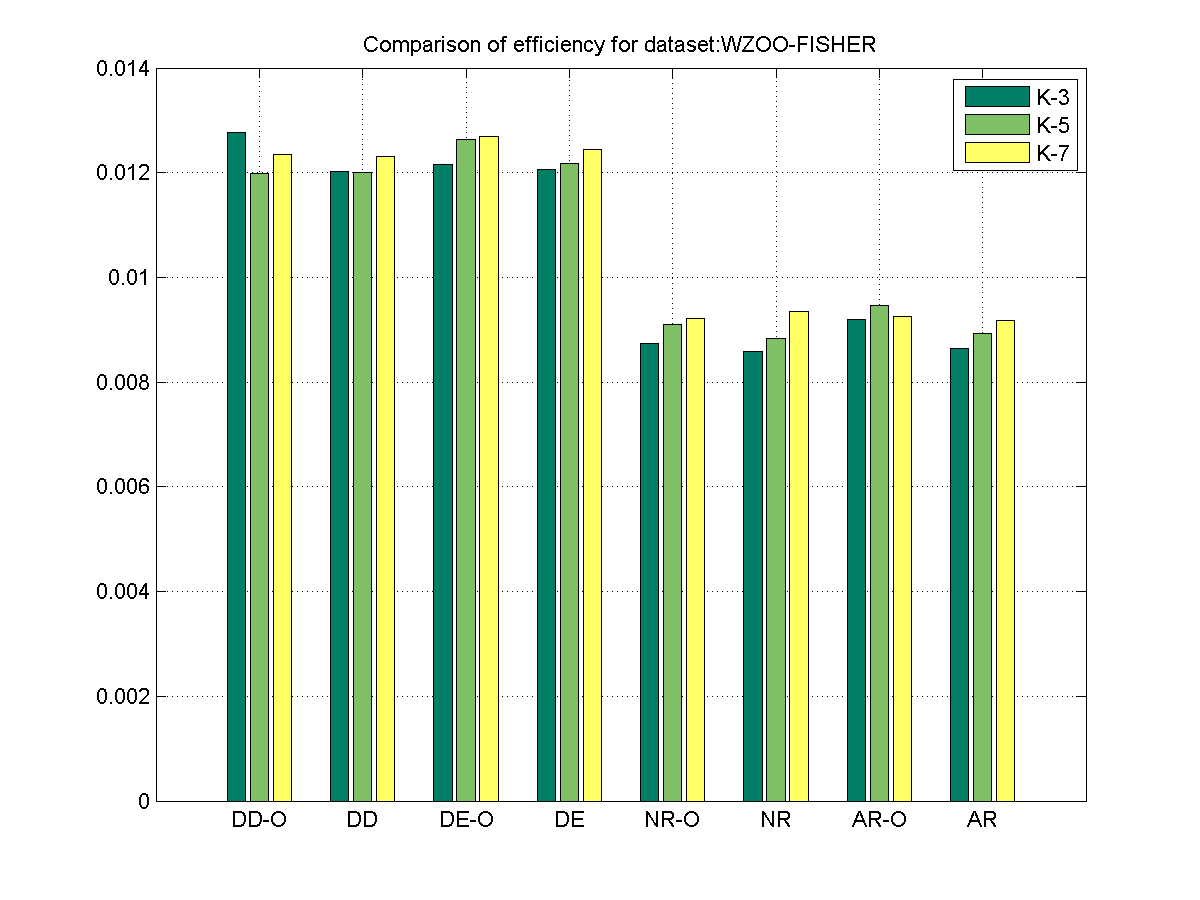 Comparison of efficiency for dataset:WZOO-FISHER
0.014
0.012
0.01
0.008
0.006
0.004
0.002
0
K-3
K-5
K-7
DD-O DD DE-O DE NR-O NR AR-O AR